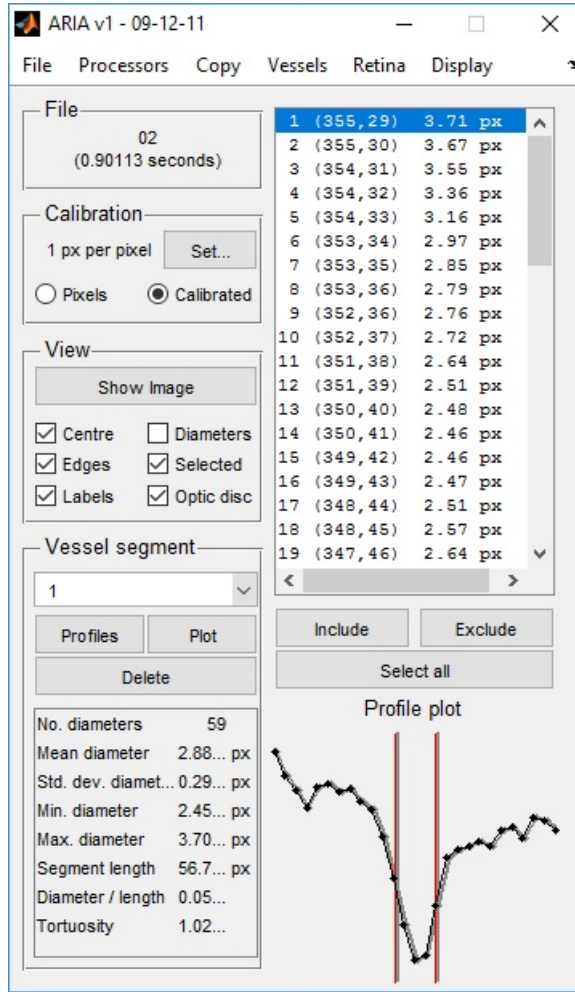 ARIA v1 - 09-12-11
File Processors Copy Vessels Retina Display
File
02
(0.90113 seconds)
Calibration
1 px per pixel Set...
Pixels Calibrated
View
Show Image
Centre Diameters
Edges Selected
Labels Optic disc
Vessel segment
1
Profiles Plot
Delete
No. diameters 59
Mean diameter 2.88... px
Std. dev. diamet... 0.29... px
Min. diameter 2.45... px
Max. diameter 3.70... px
Segment length 56.7... px
Diameter / length 0.05...
Tortuosity 1.02...
1 (355,29) 3.71 px
2 (355,30) 3.67 px
3 (354,31) 3.55 px
4 (354,32) 3.36 px
5 (354,33) 3.16 px
6 (353,34) 2.97 px
7 (353,35) 2.85 px
8 (353,36) 2.79 px
9 (352,36) 2.76 px
10 (352,37) 2.72 px
11 (351,38) 2.64 px
12 (351,39) 2.51 px
13 (350,40) 2.48 px
14 (350,41) 2.46 px
15 (349,42) 2.46 px
16 (349,43) 2.47 px
17 (348,44) 2.51 px
18 (348,45) 2.57 px
19 (347,46) 2.64 px
Include Exclude
Select all
Profile plot